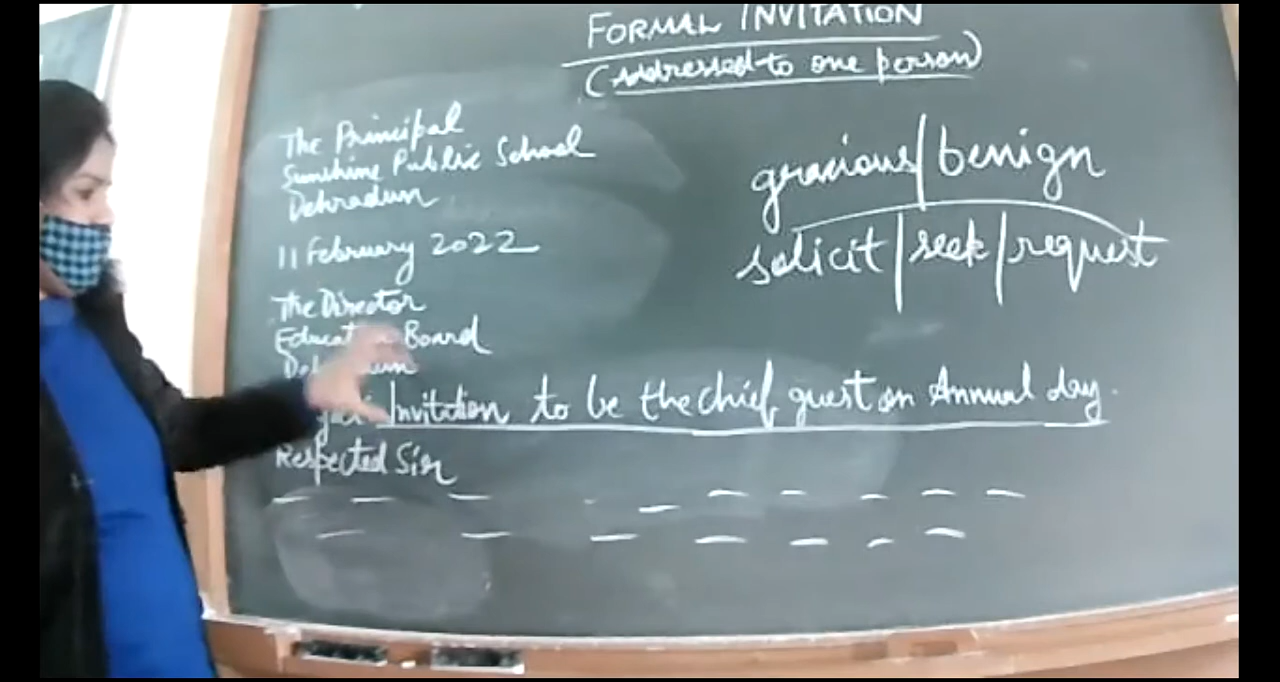 FORMAL INVITATION
(Addressed to one person)
The Principal
Sunshine Public School
Dehradun
11 February 2022
The Director
Board
Invitation to be the chief guest on Annual day.
Respected Sir
gracious/benign
solicit/seek/request